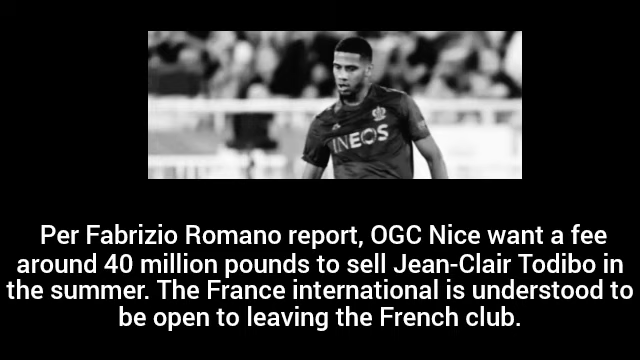 INEOS
Per Fabrizio Romano report, OGC Nice want a fee
around 40 million pounds to sell Jean-Clair Todibo in
the summer. The France international is understood to
be open to leaving the French club.